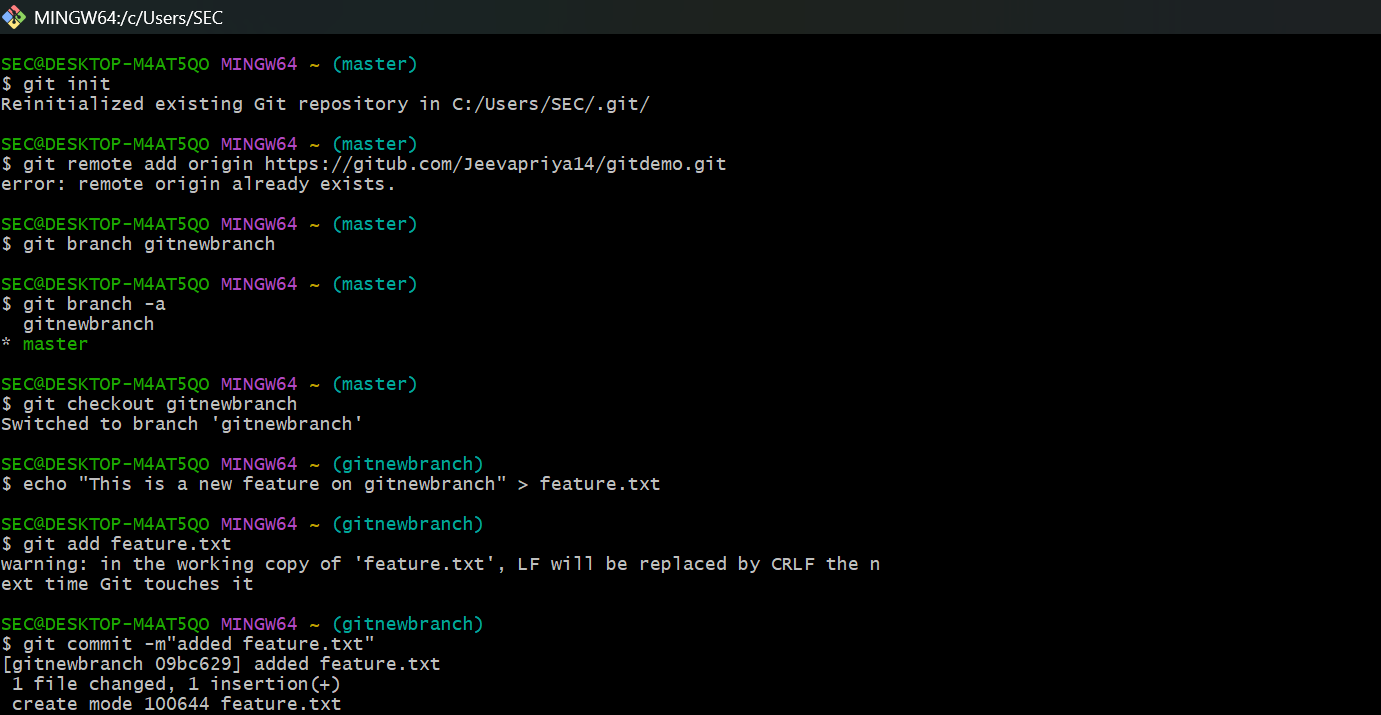 MINGW64:/c/Users/SEC
SEC@DESKTOP-M4AT5QO MINGW64 ~ (master)
$ git init
Reinitialized existing Git repository in C:/Users/SEC/.git/
SEC@DESKTOP-M4AT5QO MINGW64 ~ (master)
$ git remote add origin https://gitub.com/Jeevapriya14/gitdemo.git
error: remote origin already exists.
SEC@DESKTOP-M4AT5QO MINGW64 ~ (master)
$ git branch gitnewbranch
SEC@DESKTOP-M4AT5QO MINGW64 ~ (master)
$ git branch -a
  gitnewbranch
* master
SEC@DESKTOP-M4AT5QO MINGW64 ~ (master)
$ git checkout gitnewbranch
Switched to branch 'gitnewbranch'
SEC@DESKTOP-M4AT5QO MINGW64 ~ (gitnewbranch)
$ echo "This is a new feature on gitnewbranch" > feature.txt
SEC@DESKTOP-M4AT5QO MINGW64 ~ (gitnewbranch)
$ git add feature.txt
warning: in the working copy of 'feature.txt', LF will be replaced by CRLF the n
ext time Git touches it
SEC@DESKTOP-M4AT5QO MINGW64 ~ (gitnewbranch)
$ git commit -m"added feature.txt"
[gitnewbranch 09bc629] added feature.txt
 1 file changed, 1 insertion(+)
 create mode 100644 feature.txt